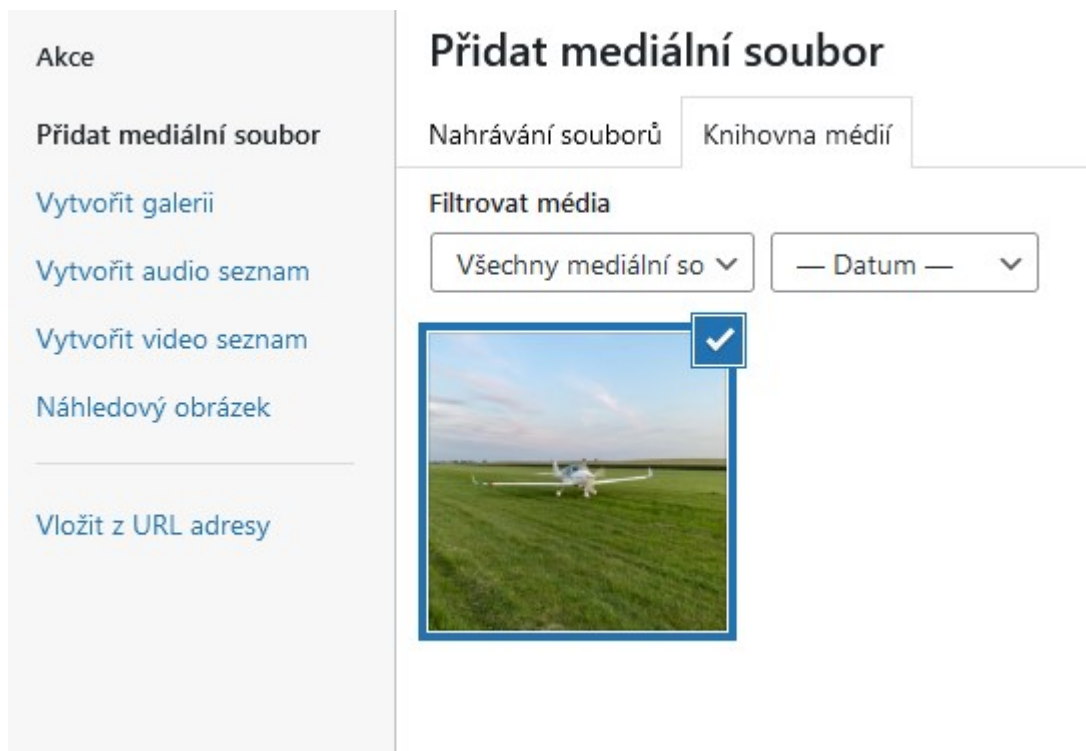 Akce
Přidat mediální soubor
Vytvořit galerii
Vytvořit audio seznam
Vytvořit video seznam
Náhledový obrázek
Vložit z URL adresy
Přidat mediální soubor
Nahrávání souborů
Knihovna médií
Filtrovat média
Všechny mediální so
— Datum —